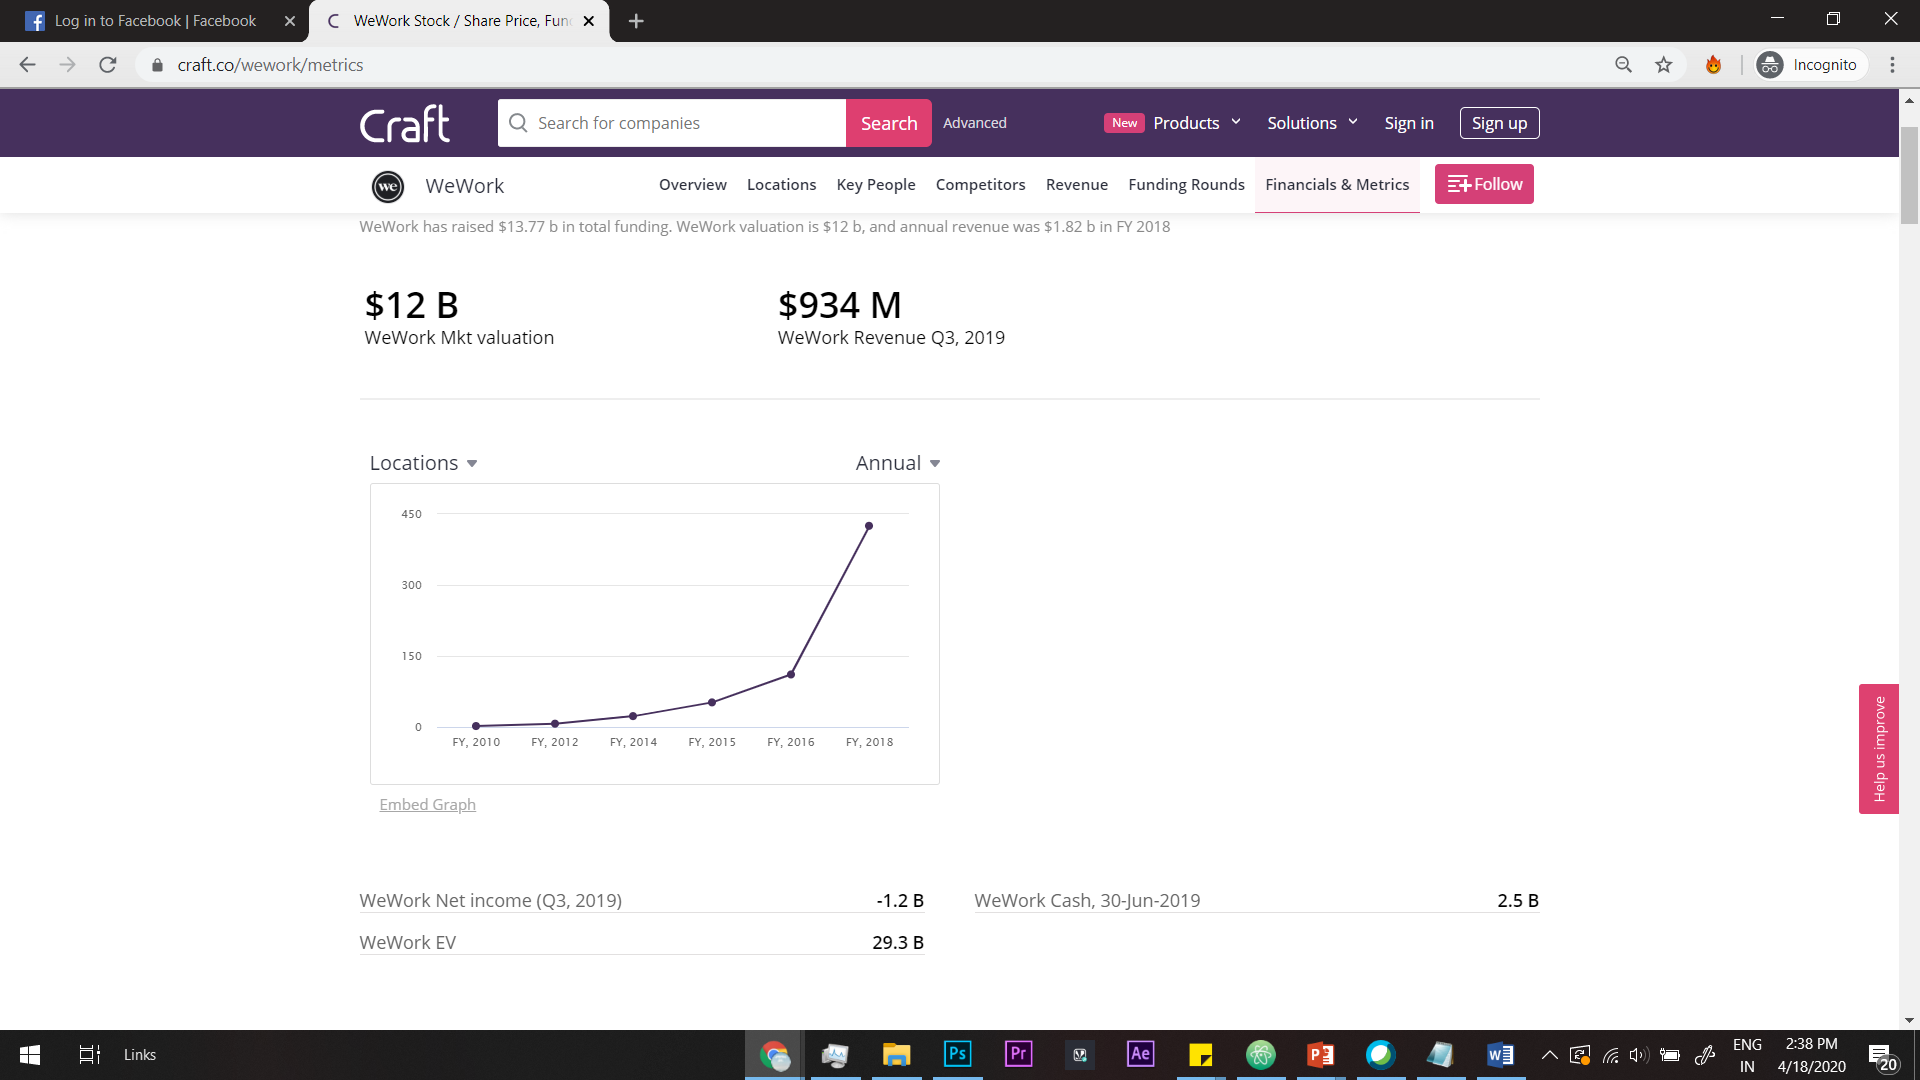 Log in to Facebook | Facebook
WeWork Stock / Share Price, Fun
craft.co/wework/metrics
Incognito
Craft
Search for companies
Search
Advanced
New
Products
Solutions
Sign in
Sign up
we
WeWork
Overview
Locations
Key People
Competitors
Revenue
Funding Rounds
Financials & Metrics
Follow
WeWork has raised $13.77 b in total funding. WeWork valuation is $12 b, and annual revenue was $1.82 b in FY 2018
$12 B
WeWork Mkt valuation
$934 M
WeWork Revenue Q3, 2019
Locations
Annual
450
300
150
0
FY, 2010
FY, 2012
FY, 2014
FY, 2015
FY, 2016
FY, 2018
Embed Graph
Help us improve
WeWork Net income (Q3, 2019)
-1.2 B
WeWork Cash, 30-Jun-2019
2.5 B
WeWork EV
29.3 B
Links
Ps
Pr
Ae
ENG
IN
2:38 PM
4/18/2020
20